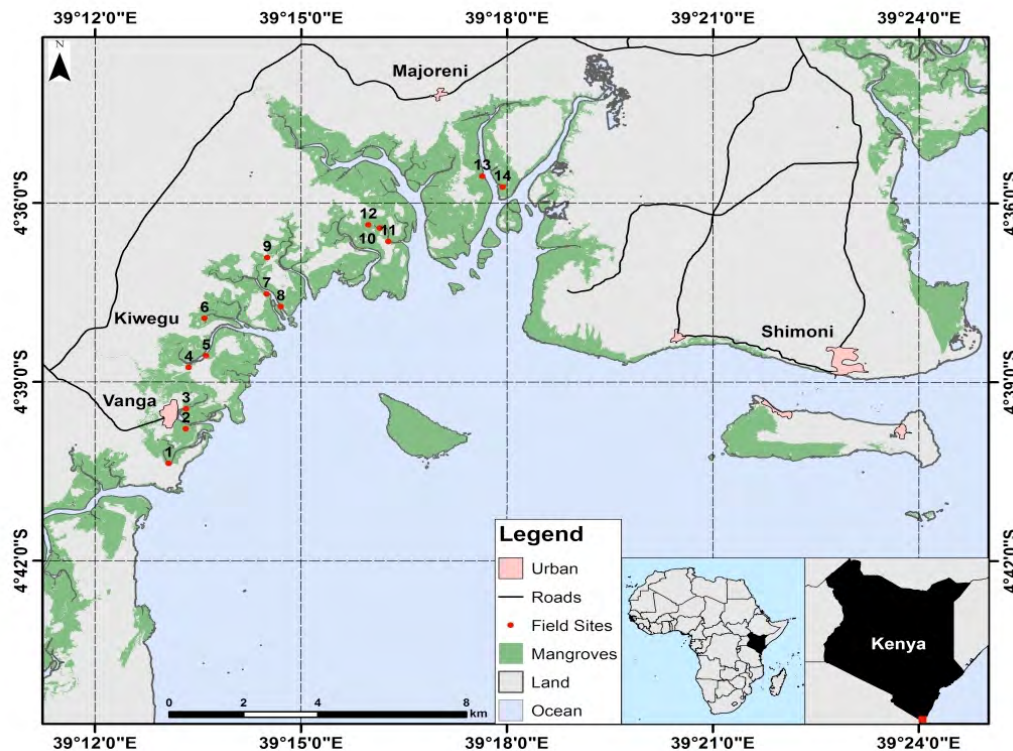 39°12'0"E 39°15'0"E 39°18'0"E 39°21'0"E 39°24'0"E
N
Majoreni
13
14
4°36'0"S 4°36'0"S
12
11
10
9
7
8
6
Kiwegu
5
4
Shimoni
4°39'0"S 4°39'0"S
Vanga
3
2
1
Legend
Urban
Roads
Field Sites
Mangroves
Land
Ocean
4°42'0"S 4°42'0"S
Kenya
0 2 4 8
km
39°12'0"E 39°15'0"E 39°18'0"E 39°21'0"E 39°24'0"E